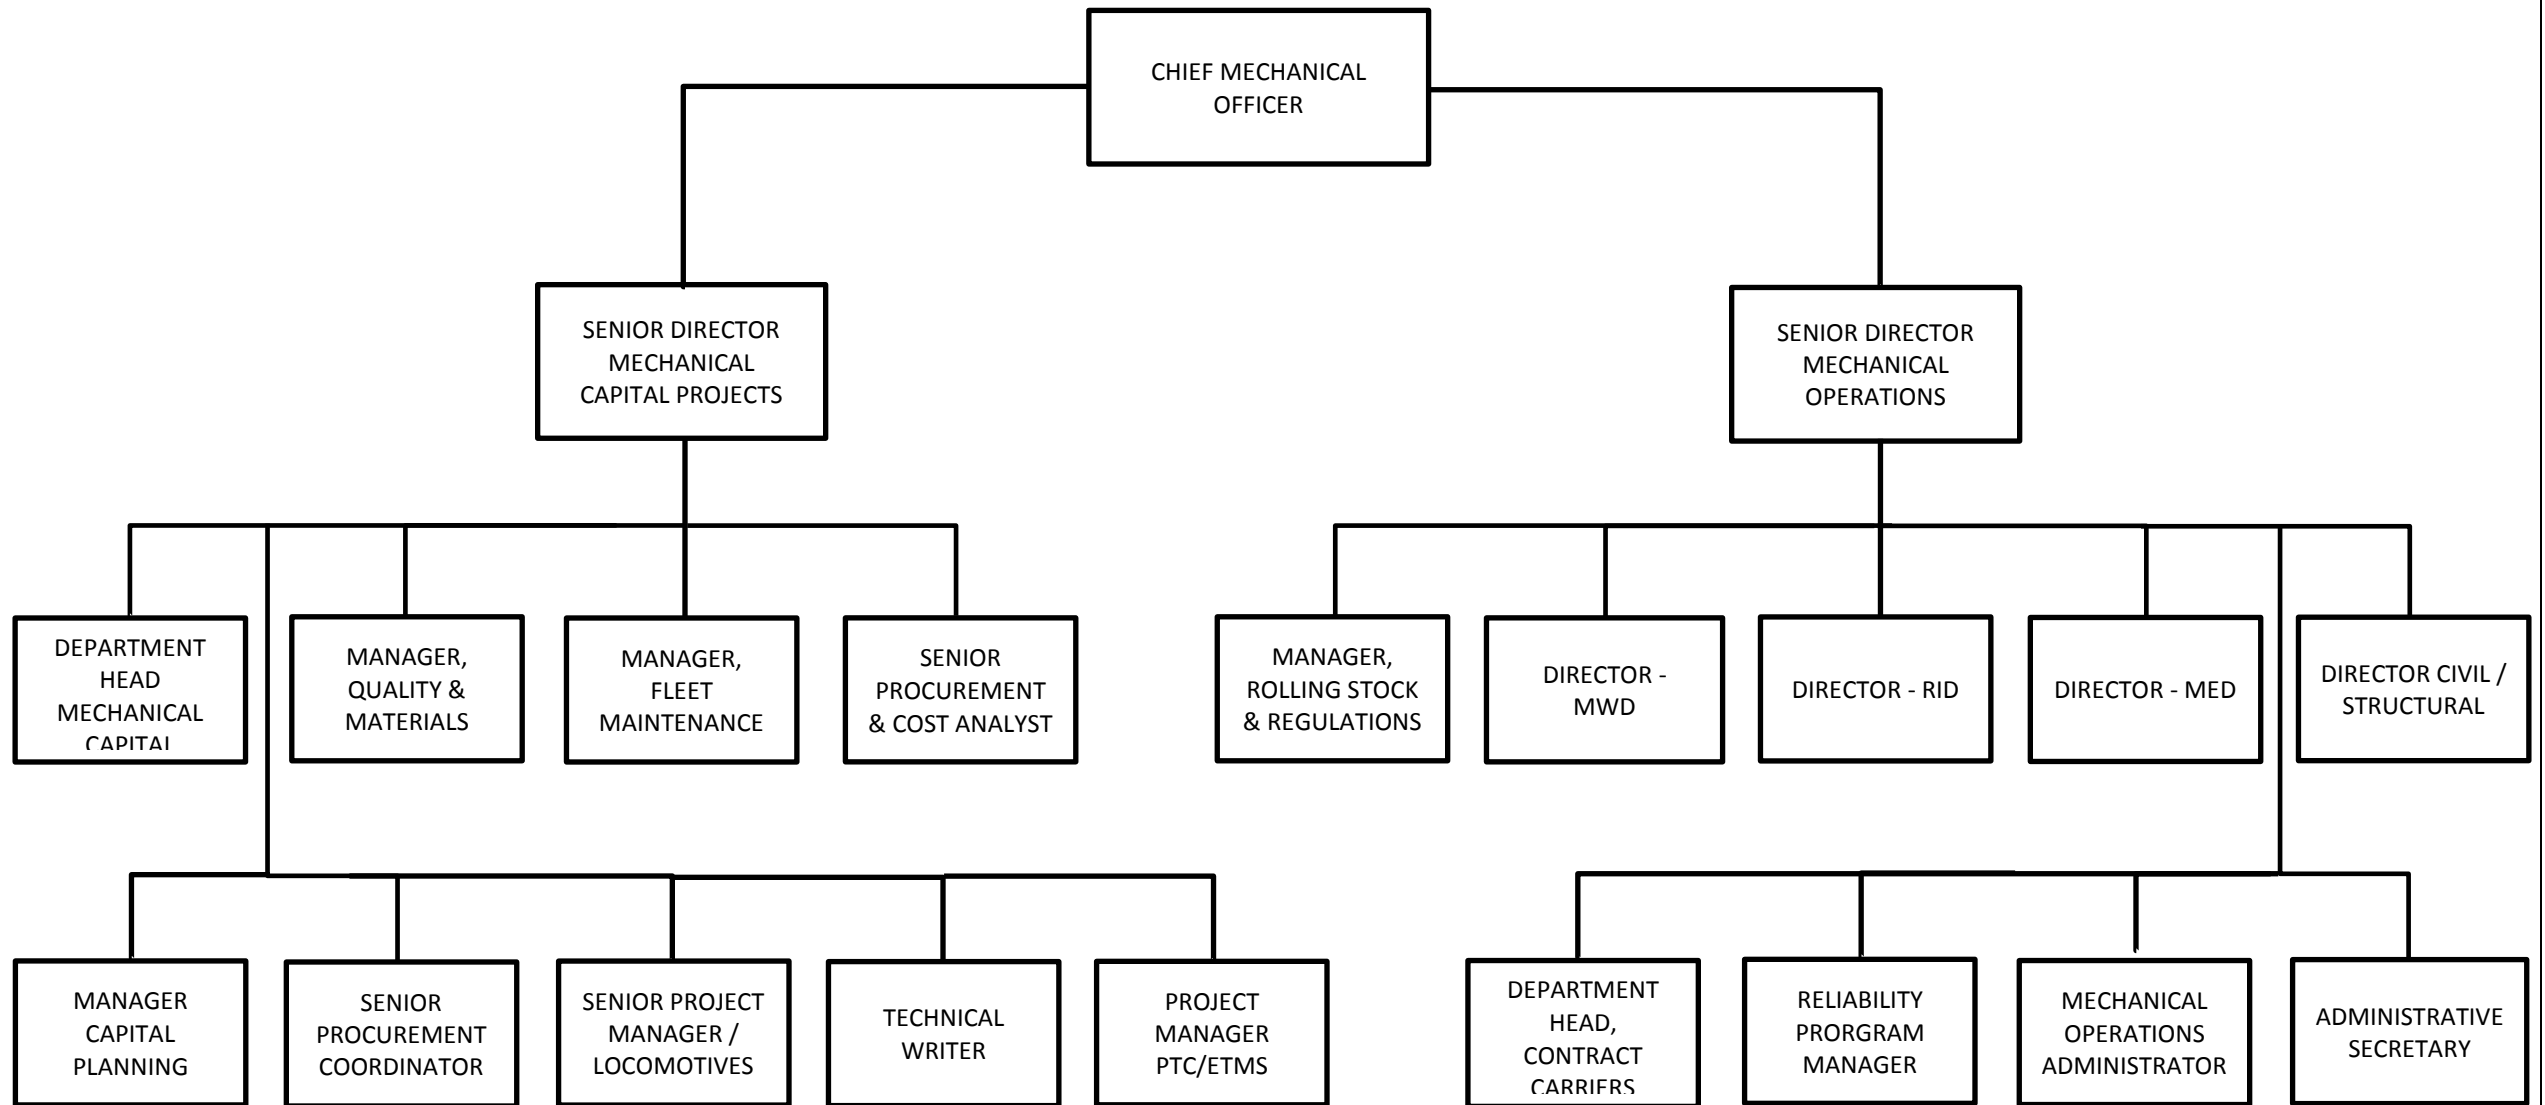 CHIEF MECHANICAL
OFFICER
SENIOR DIRECTOR
MECHANICAL
CAPITAL PROJECTS
SENIOR DIRECTOR
MECHANICAL
OPERATIONS
DEPARTMENT
HEAD
MECHANICAL
CAPITAL
MANAGER,
QUALITY &
MATERIALS
MANAGER,
FLEET
MAINTENANCE
SENIOR
PROCUREMENT
& COST ANALYST
MANAGER,
ROLLING STOCK
& REGULATIONS
DIRECTOR -
MWD
DIRECTOR - RID
DIRECTOR - MED
DIRECTOR CIVIL /
STRUCTURAL
MANAGER
CAPITAL
PLANNING
SENIOR
PROCUREMENT
COORDINATOR
SENIOR PROJECT
MANAGER /
LOCOMOTIVES
TECHNICAL
WRITER
PROJECT
MANAGER
PTC/ETMS
DEPARTMENT
HEAD,
CONTRACT
CARRIERS
RELIABILITY
PRORGRAM
MANAGER
MECHANICAL
OPERATIONS
ADMINISTRATOR
ADMINISTRATIVE
SECRETARY